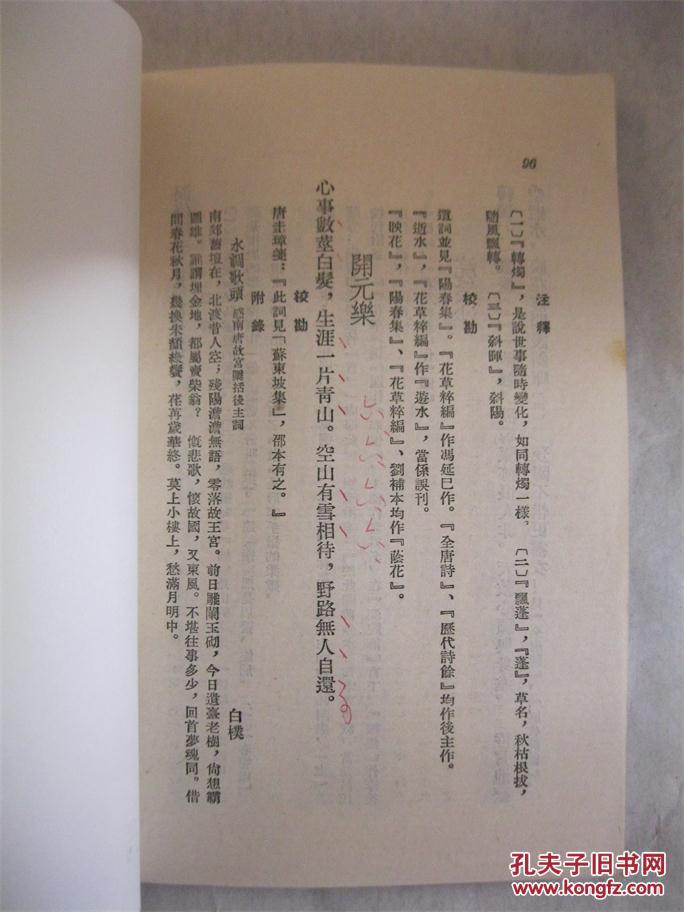 96
注釋
〔一〕『轉燭』，是說世事隨時變化，如同轉燭一樣。　〔二〕『飄蓬』，『蓬』，草名，秋枯根拔，
隨風飄轉。　〔三〕『斜暉』，斜陽。
校勘
這詞並見『陽春集』。『花草粹編』作馮延巳作。『全唐詩』、『歷代詩餘』均作後主作。
『逝水』，『花草粹編』作『遊水』，當係誤刊。
『映花』，『陽春集』、『花草粹編』、劉補本均作『蔭花』。
開元樂
心事數莖白髮，生涯一片青山。空山有雪相待，野路無人自還。
校勘
唐圭璋箋：『此詞見「蘇東坡集」，邵本有之。』
附錄
水調歌頭　感南唐故宮隱括後主詞　白樸
南郊舊壇在，北渡昔人空；殘陽澹澹無語，零落故王宮。前日雕闌玉砌，今日遺臺老樹，尚想霸
圖雄。誰謂埋金地，都屬賣柴翁？　慨悲歌，懷故國，又東風。不堪往事多少，回首夢魂同。借
問春花秋月，幾換朱顏綠鬢，荏苒歲華終。莫上小樓上，愁滿月明中。
孔夫子旧书网
www.kongfz.com